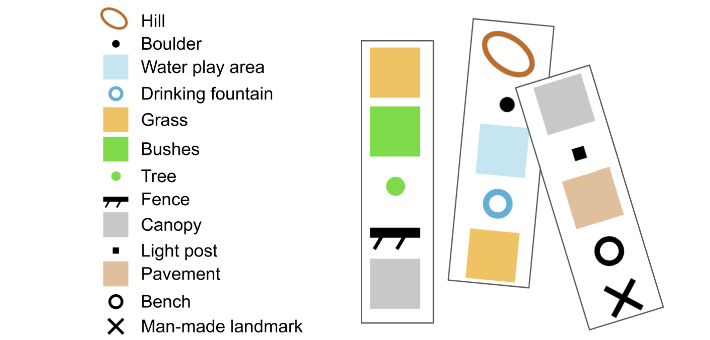 Hill
Boulder
Water play area
Drinking fountain
Grass
Bushes
Tree
Fence
Canopy
Light post
Pavement
Bench
Man-made landmark